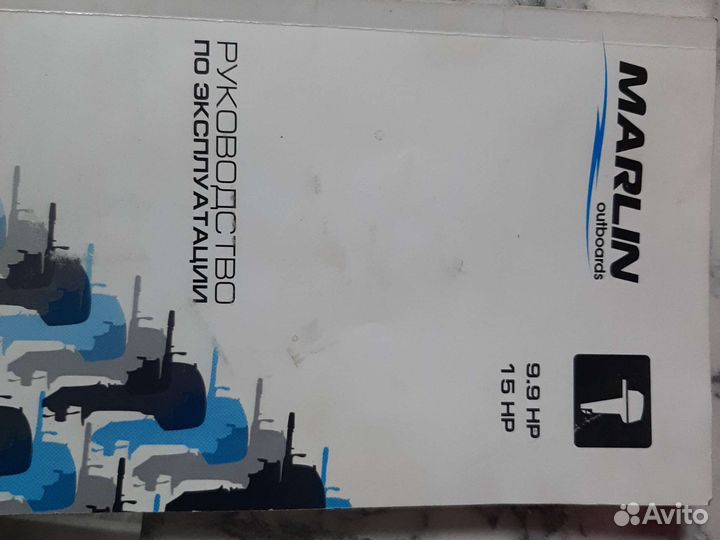 MARLIN
outboards
9.9 HP
15 HP
РУКОВОДСТВО
ПО ЭКСПЛУАТАЦИИ
Avito